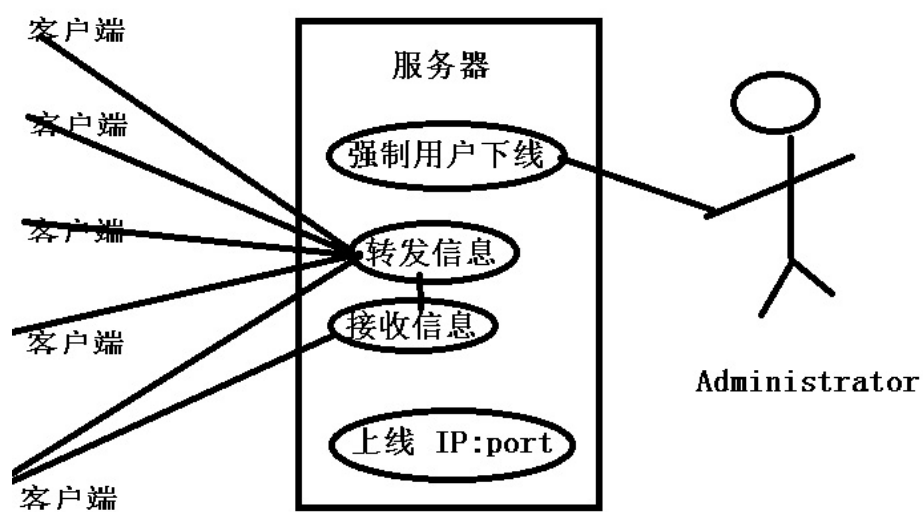 客户端
服务器
客户端
强制用户下线
客户端
转发信息
接收信息
客户端
Administrator
上线 IP:port
客户端